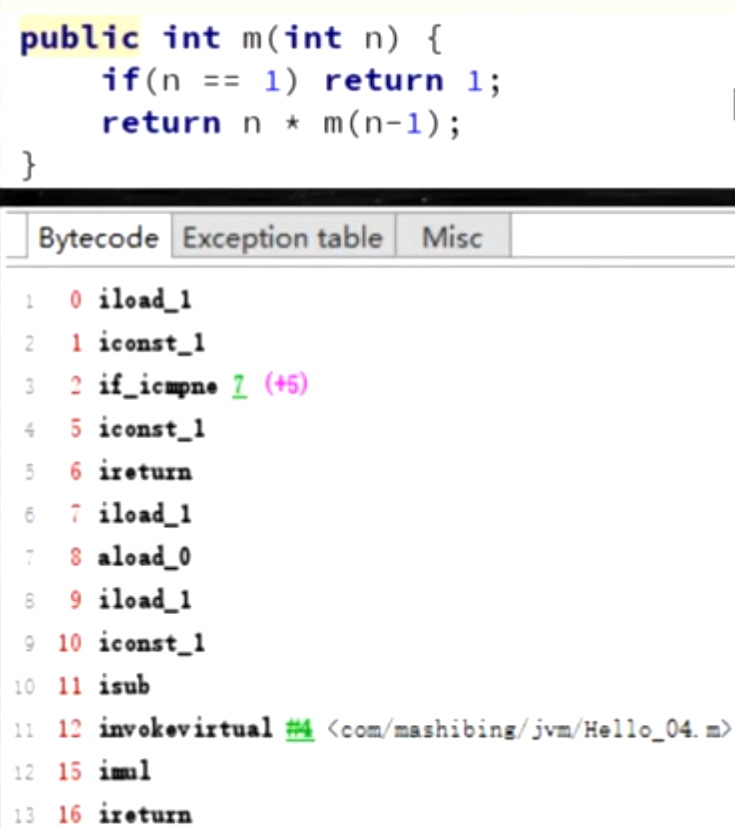 public int m(int n) {
if(n == 1) return 1;
return n * m(n-1);
}
Bytecode Exception table Misc
1 0 iload_1
2 1 iconst_1
3 2 if_icmpne 7 (+5)
4 5 iconst_1
5 6 ireturn
6 7 iload_1
7 8 aload_0
8 9 iload_1
9 10 iconst_1
10 11 isub
11 12 invokevirtual #4 <com/mashibing/jvm/Hello_04.m>
12 15 imul
13 16 ireturn